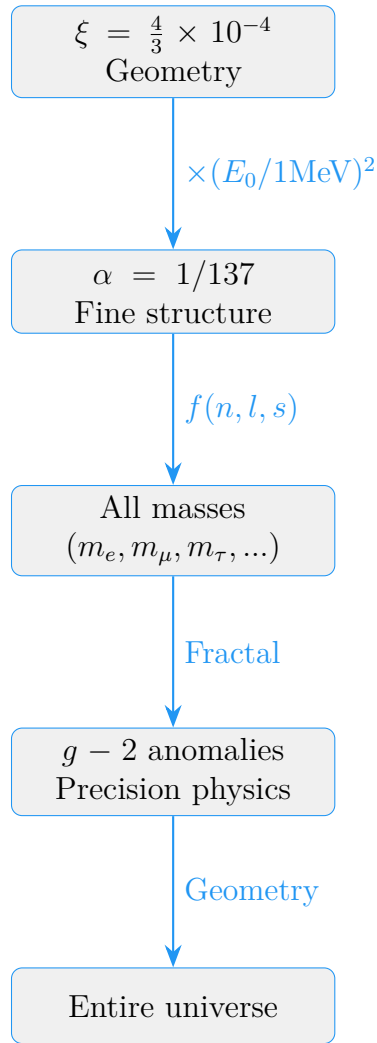 ξ = 4/3 × 10⁻⁴
Geometry
×(E₀/1MeV)²
α = 1/137
Fine structure
f(n, l, s)
All masses
(mₑ, m_μ, m_τ, ...)
Fractal
g − 2 anomalies
Precision physics
Geometry
Entire universe